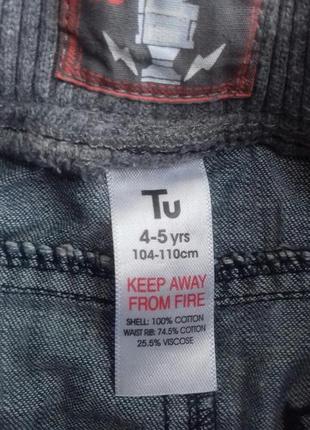 Tu
4-5 yrs
104-110cm
KEEP AWAY
FROM FIRE
SHELL: 100% COTTON
WAIST RIB: 74.5% COTTON
25.5% VISCOSE